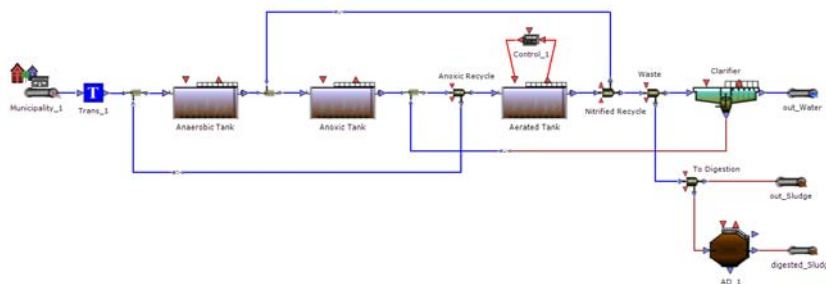 Control_1
Anoxic Recycle
Waste
Clarifier
Municipality_1
T
Trans_1
Anaerobic Tank
Anoxic Tank
Aerated Tank
Nitrified Recycle
out_Water
To Digestion
out_Sludge
AD_1
digested_Sludg